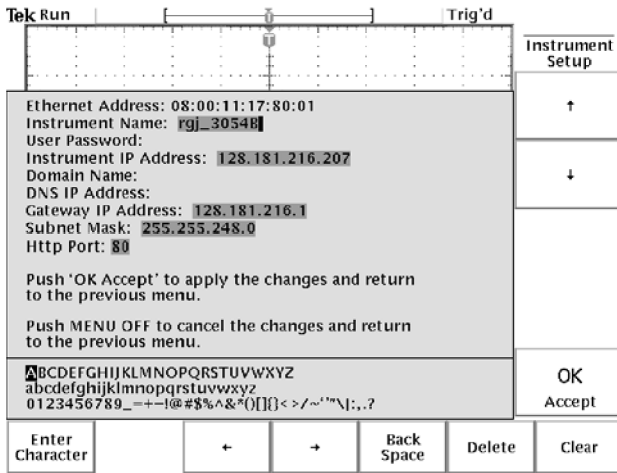 Tek Run
Trig'd
T
Instrument
Setup
↑
↓
Ethernet Address: 08:00:11:17:80:01
Instrument Name: rgj_3054B
User Password:
Instrument IP Address: 128.181.216.207
Domain Name:
DNS IP Address:
Gateway IP Address: 128.181.216.1
Subnet Mask: 255.255.248.0
Http Port: 80
Push 'OK Accept' to apply the changes and return
to the previous menu.
Push MENU OFF to cancel the changes and return
to the previous menu.
ABCDEFGHIJKLMNOPQRSTUVWXYZ
abcdefghijklmnopqrstuvwxyz
0123456789_=+-!@#$%^&*()[]{}<>/~'"\|:,.?
OK
Accept
Enter
Character
←
→
Back
Space
Delete
Clear